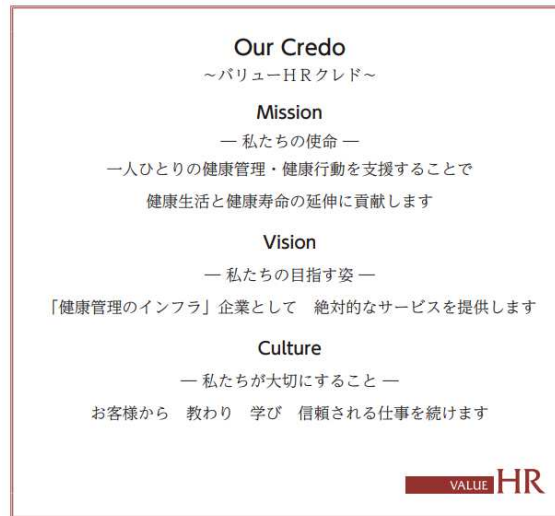 Our Credo
～バリューＨＲクレド～
Mission
― 私たちの使命 ―
一人ひとりの健康管理・健康行動を支援することで
健康生活と健康寿命の延伸に貢献します
Vision
― 私たちの目指す姿 ―
「健康管理のインフラ」企業として　絶対的なサービスを提供します
Culture
― 私たちが大切にすること ―
お客様から　教わり　学び　信頼される仕事を続けます
VALUE HR